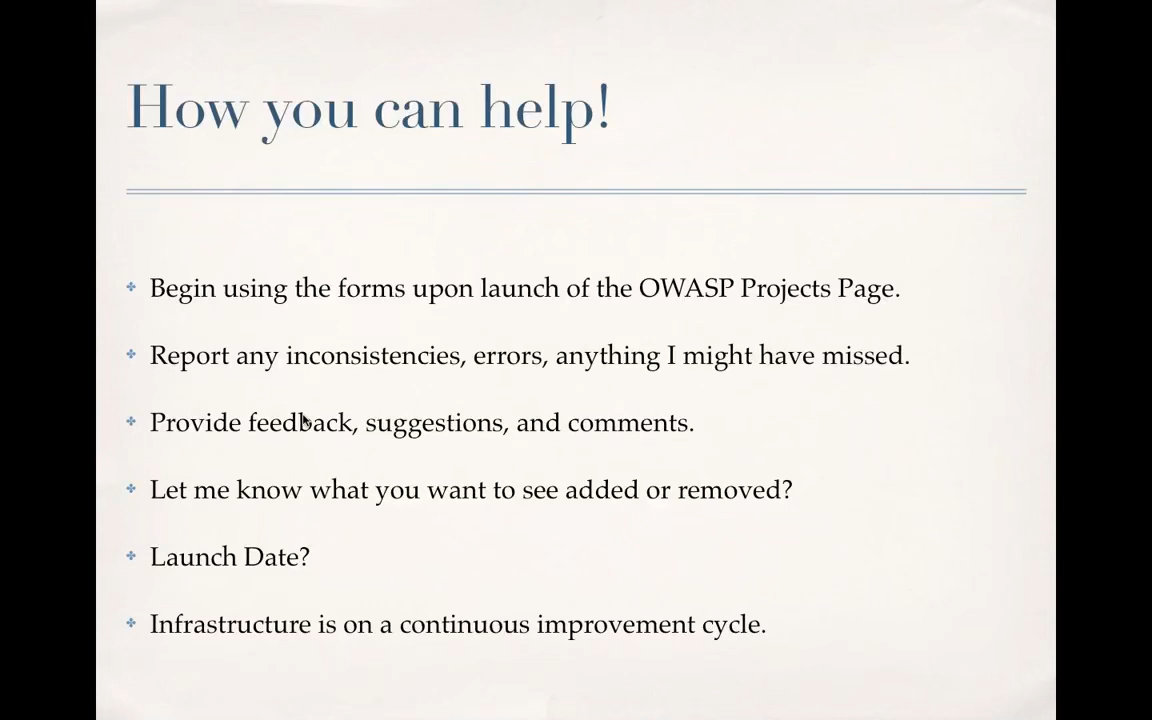 How you can help!
Begin using the forms upon launch of the OWASP Projects Page.
Report any inconsistencies, errors, anything I might have missed.
Provide feedback, suggestions, and comments.
Let me know what you want to see added or removed?
Launch Date?
Infrastructure is on a continuous improvement cycle.